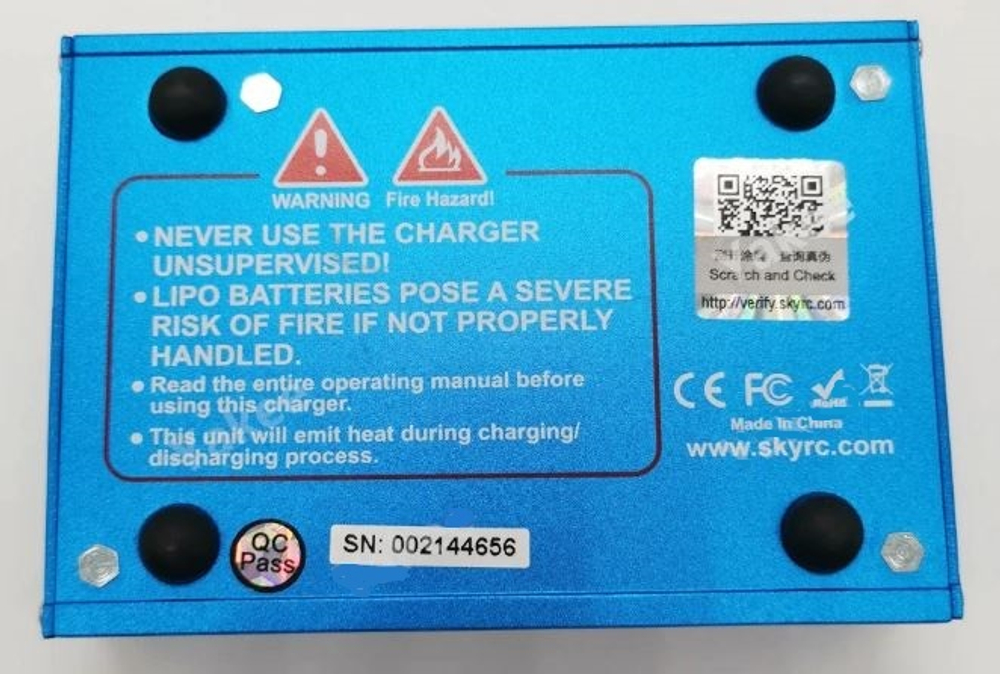 WARNING Fire Hazard!
• NEVER USE THE CHARGER
UNSUPERVISED!
• LIPO BATTERIES POSE A SEVERE
RISK OF FIRE IF NOT PROPERLY
HANDLED.
• Read the entire operating manual before
using this charger.
• This unit will emit heat during charging/
discharging process.
Scratch and Check
http://verify.skyrc.com
CE FC RoHS
Made In China
www.skyrc.com
QC
Pass
SN: 002144656